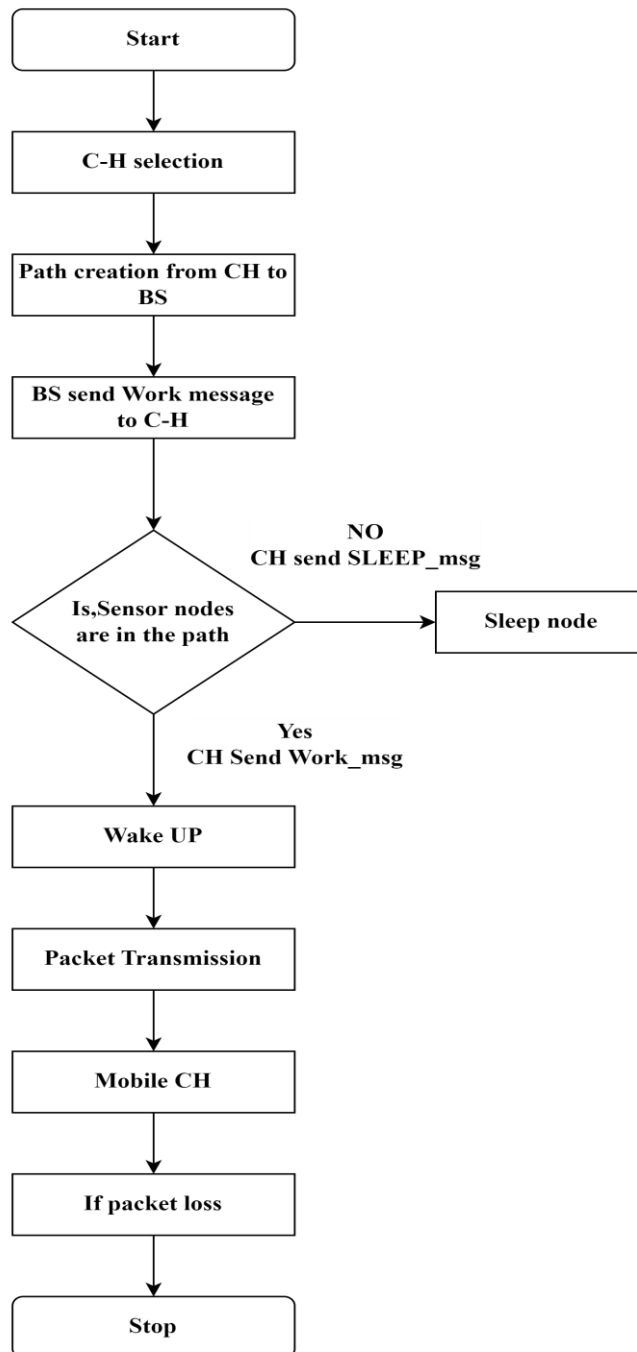 Start
C-H selection
Path creation from CH to
BS
BS send Work message
to C-H
NO
CH send SLEEP_msg
Is,Sensor nodes
are in the path
Sleep node
Yes
CH Send Work_msg
Wake UP
Packet Transmission
Mobile CH
If packet loss
Stop